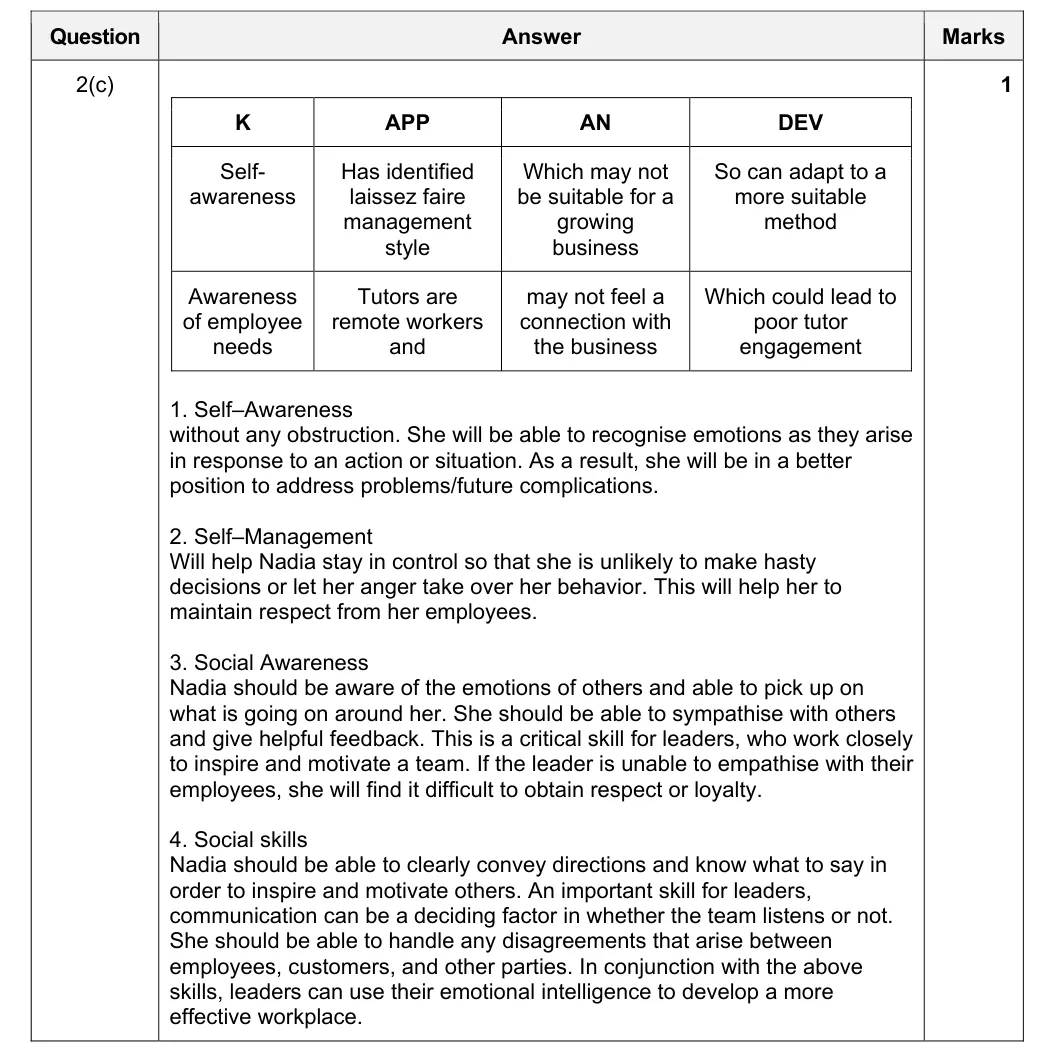 Question Answer Marks
2(c) 1
K APP AN DEV
Self-
awareness
Has identified
laissez faire
management
style
Which may not
be suitable for a
growing
business
So can adapt to a
more suitable
method
Awareness
of employee
needs
Tutors are
remote workers
and
may not feel a
connection with
the business
Which could lead to
poor tutor
engagement
1. Self–Awareness
without any obstruction. She will be able to recognise emotions as they arise
in response to an action or situation. As a result, she will be in a better
position to address problems/future complications.
2. Self–Management
Will help Nadia stay in control so that she is unlikely to make hasty
decisions or let her anger take over her behavior. This will help her to
maintain respect from her employees.
3. Social Awareness
Nadia should be aware of the emotions of others and able to pick up on
what is going on around her. She should be able to sympathise with others
and give helpful feedback. This is a critical skill for leaders, who work closely
to inspire and motivate a team. If the leader is unable to empathise with their
employees, she will find it difficult to obtain respect or loyalty.
4. Social skills
Nadia should be able to clearly convey directions and know what to say in
order to inspire and motivate others. An important skill for leaders,
communication can be a deciding factor in whether the team listens or not.
She should be able to handle any disagreements that arise between
employees, customers, and other parties. In conjunction with the above
skills, leaders can use their emotional intelligence to develop a more
effective workplace.